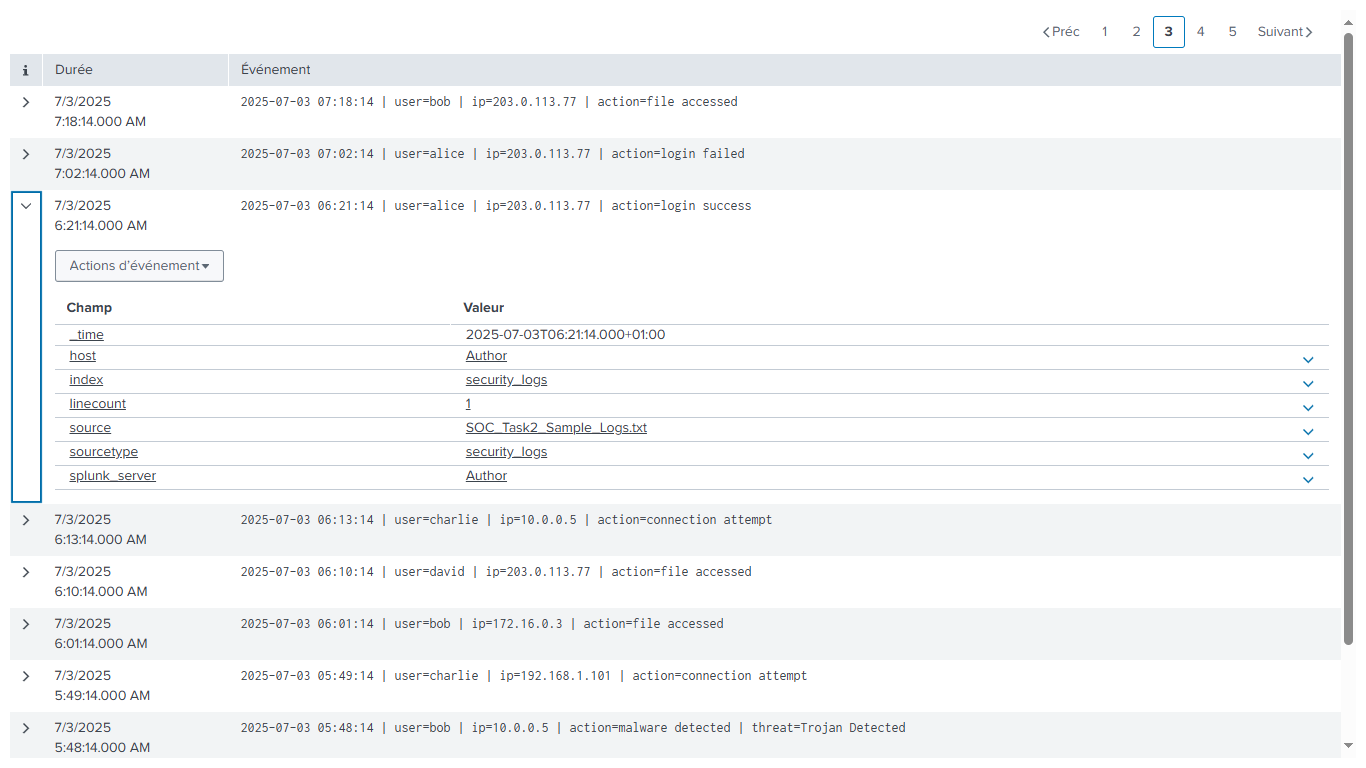 Préc 1 2 3 4 5 Suivant
i Durée Événement
7/3/2025 2025-07-03 07:18:14 | user=bob | ip=203.0.113.77 | action=file accessed
7:18:14.000 AM
7/3/2025 2025-07-03 07:02:14 | user=alice | ip=203.0.113.77 | action=login failed
7:02:14.000 AM
7/3/2025 2025-07-03 06:21:14 | user=alice | ip=203.0.113.77 | action=login success
6:21:14.000 AM
Actions d’événement
Champ Valeur
_time 2025-07-03T06:21:14.000+01:00
host Author
index security_logs
linecount 1
source SOC_Task2_Sample_Logs.txt
sourcetype security_logs
splunk_server Author
7/3/2025 2025-07-03 06:13:14 | user=charlie | ip=10.0.0.5 | action=connection attempt
6:13:14.000 AM
7/3/2025 2025-07-03 06:10:14 | user=david | ip=203.0.113.77 | action=file accessed
6:10:14.000 AM
7/3/2025 2025-07-03 06:01:14 | user=bob | ip=172.16.0.3 | action=file accessed
6:01:14.000 AM
7/3/2025 2025-07-03 05:49:14 | user=charlie | ip=192.168.1.101 | action=connection attempt
5:49:14.000 AM
7/3/2025 2025-07-03 05:48:14 | user=bob | ip=10.0.0.5 | action=malware detected | threat=Trojan Detected
5:48:14.000 AM